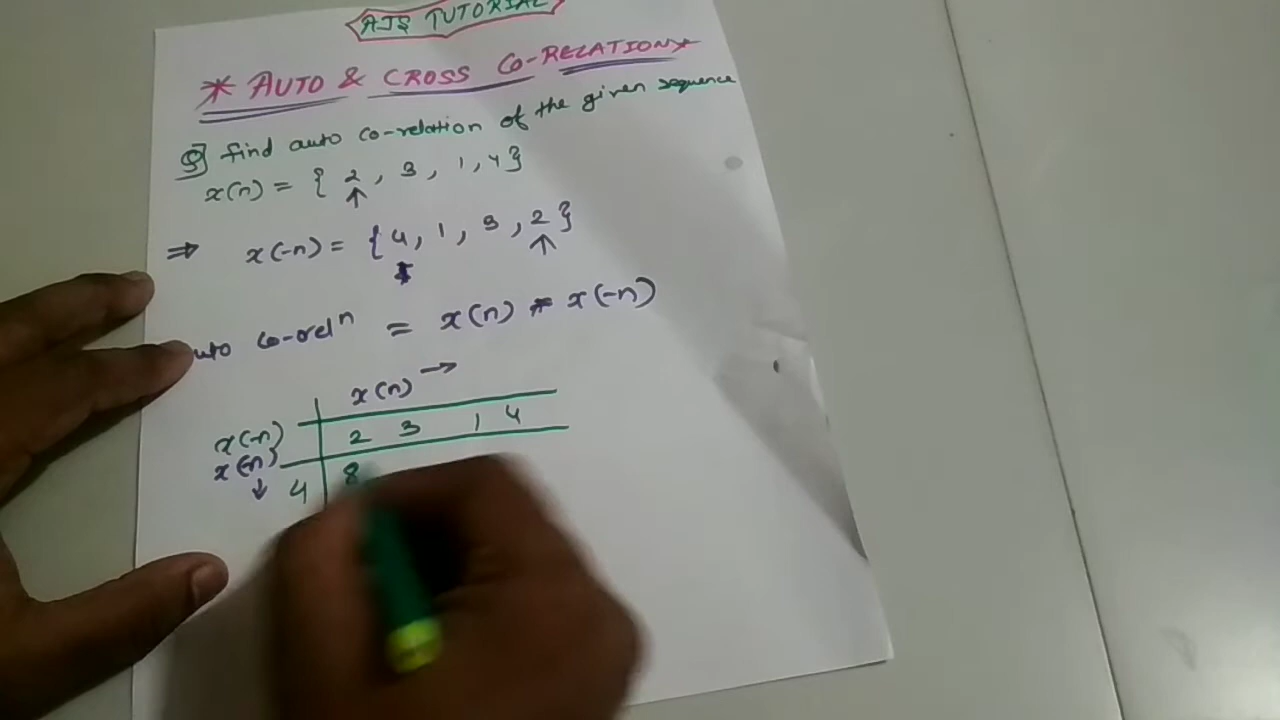 AJS TUTORIAL
* AUTO & CROSS CO-RELATION *
Q] find auto co-relation of the given sequence
x(n) = { 2, 3, 1, 4 }
↑
⇒ x(-n) = { 4, 1, 3, 2 }
↑
uto co-relⁿ = x(n) * x(-n)
x(n) →
x(-n) 2 3 1 4
x(-n)
↓ 4 8